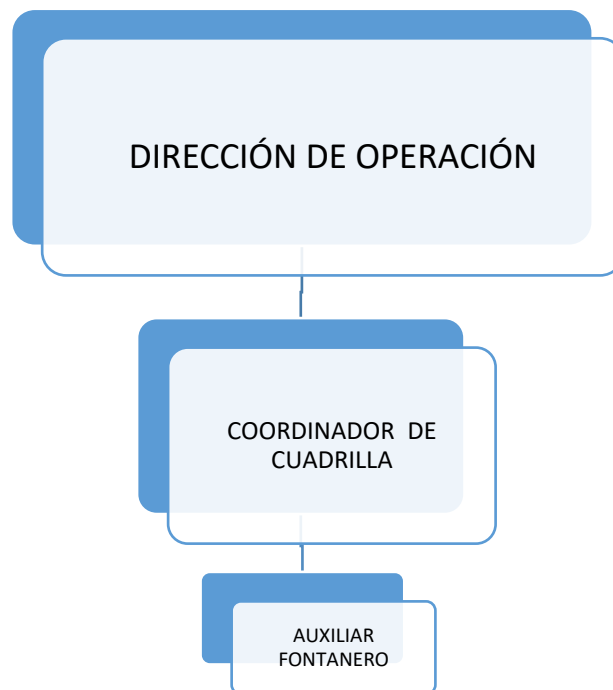 DIRECCIÓN DE OPERACIÓN
COORDINADOR DE
CUADRILLA
AUXILIAR
FONTANERO